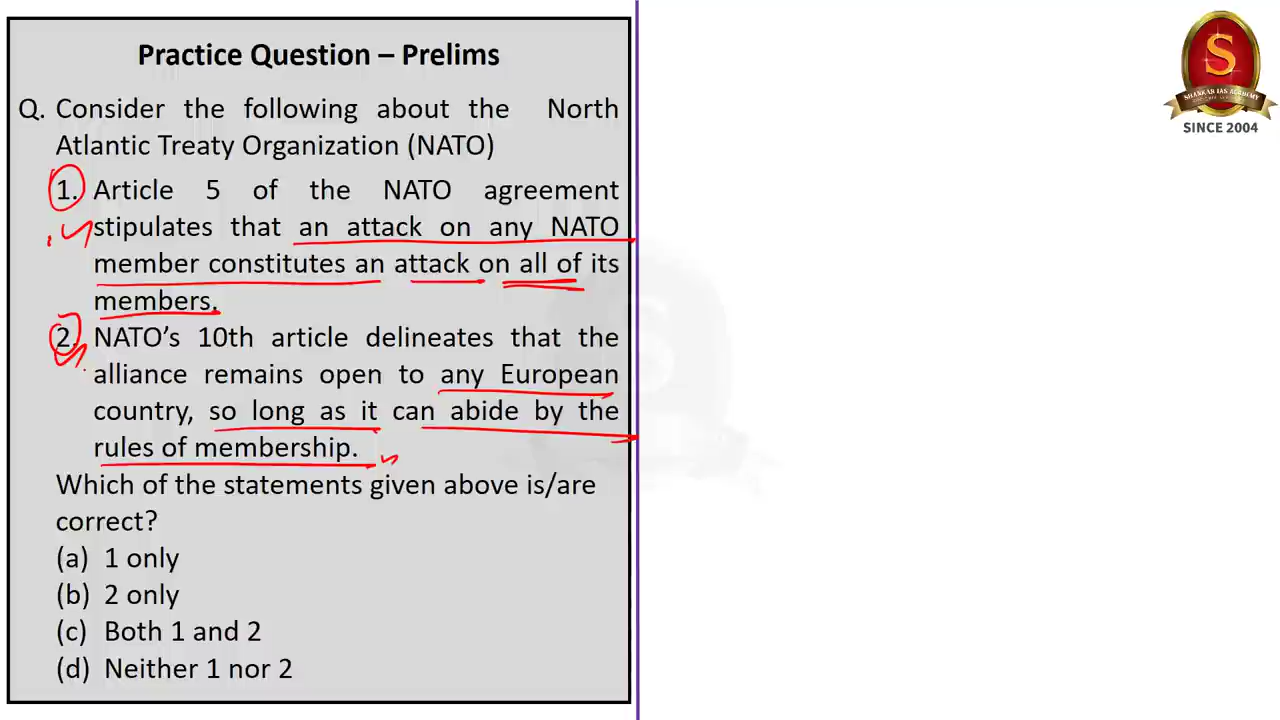 Practice Question – Prelims
Q. Consider the following about the North
Atlantic Treaty Organization (NATO)
1. Article 5 of the NATO agreement
stipulates that an attack on any NATO
member constitutes an attack on all of its
members.
2. NATO’s 10th article delineates that the
alliance remains open to any European
country, so long as it can abide by the
rules of membership.
Which of the statements given above is/are
correct?
(a) 1 only
(b) 2 only
(c) Both 1 and 2
(d) Neither 1 nor 2
S
SHANKAR IAS ACADEMY
SINCE 2004